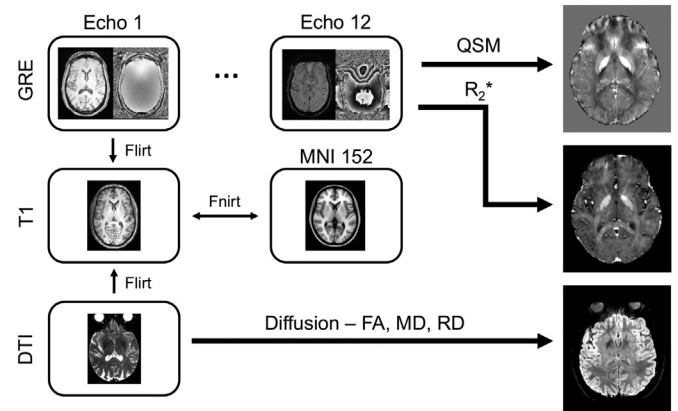 Echo 1
Echo 12
GRE
...
QSM
R₂*
Flirt
MNI 152
T1
Fnirt
Flirt
DTI
Diffusion – FA, MD, RD